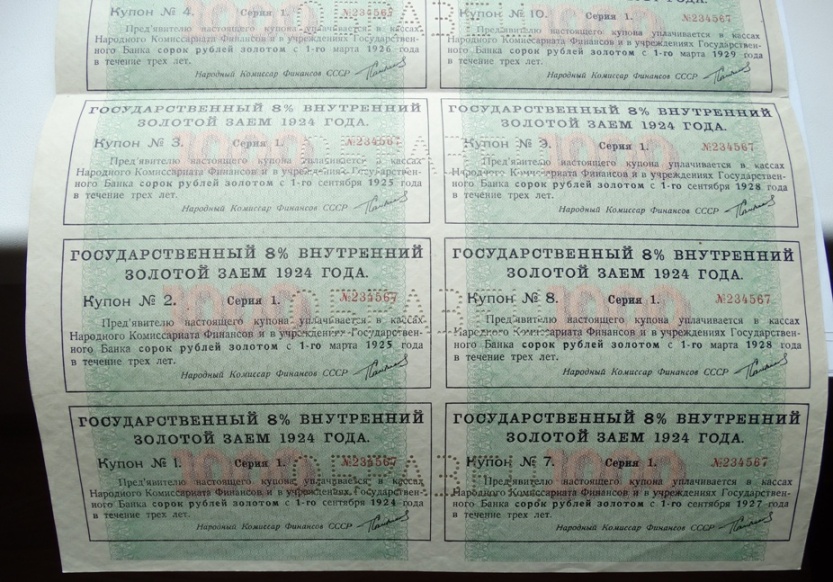 Купон № 4. Серия 1. №234567
Пред'явителю настоящего купона уплачивается в кассах
Народного Комиссариата Финансов и в учреждениях Государствен-
ного Банка сорок рублей золотом с 1-го марта 1926 года
в течение трех лет.
Народный Комиссар Финансов СССР
Купон № 10. Серия 1. №234567
Пред'явителю настоящего купона уплачивается в кассах
Народного Комиссариата Финансов и в учреждениях Государствен-
ного Банка сорок рублей золотом с 1-го марта 1929 года
в течение трех лет.
Народный Комиссар Финансов СССР
ГОСУДАРСТВЕННЫЙ 8% ВНУТРЕННИЙ
ЗОЛОТОЙ ЗАЕМ 1924 ГОДА.
Купон № 3. Серия 1. №234567
Пред'явителю настоящего купона уплачивается в кассах
Народного Комиссариата Финансов и в учреждениях Государствен-
ного Банка сорок рублей золотом с 1-го сентября 1925 года
в течение трех лет.
Народный Комиссар Финансов СССР
ГОСУДАРСТВЕННЫЙ 8% ВНУТРЕННИЙ
ЗОЛОТОЙ ЗАЕМ 1924 ГОДА.
Купон № 9. Серия 1. №234567
Пред'явителю настоящего купона уплачивается в кассах
Народного Комиссариата Финансов и в учреждениях Государствен-
ного Банка сорок рублей золотом с 1-го сентября 1928 года
в течение трех лет.
Народный Комиссар Финансов СССР
ГОСУДАРСТВЕННЫЙ 8% ВНУТРЕННИЙ
ЗОЛОТОЙ ЗАЕМ 1924 ГОДА.
Купон № 2. Серия 1. №234567
Пред'явителю настоящего купона уплачивается в кассах
Народного Комиссариата Финансов и в учреждениях Государствен-
ного Банка сорок рублей золотом с 1-го марта 1925 года
в течение трех лет.
Народный Комиссар Финансов СССР
ГОСУДАРСТВЕННЫЙ 8% ВНУТРЕННИЙ
ЗОЛОТОЙ ЗАЕМ 1924 ГОДА.
Купон № 8. Серия 1. №234567
Пред'явителю настоящего купона уплачивается в кассах
Народного Комиссариата Финансов и в учреждениях Государствен-
ного Банка сорок рублей золотом с 1-го марта 1928 года
в течение трех лет.
Народный Комиссар Финансов СССР
ГОСУДАРСТВЕННЫЙ 8% ВНУТРЕННИЙ
ЗОЛОТОЙ ЗАЕМ 1924 ГОДА.
Купон № 1. Серия 1. №234567
Пред'явителю настоящего купона уплачивается в кассах
Народного Комиссариата Финансов и в учреждениях Государствен-
ного Банка сорок рублей золотом с 1-го сентября 1924 года
в течение трех лет.
Народный Комиссар Финансов СССР
ГОСУДАРСТВЕННЫЙ 8% ВНУТРЕННИЙ
ЗОЛОТОЙ ЗАЕМ 1924 ГОДА.
Купон № 7. Серия 1. №234567
Пред'явителю настоящего купона уплачивается в кассах
Народного Комиссариата Финансов и в учреждениях Государствен-
ного Банка сорок рублей золотом с 1-го сентября 1927 года
в течение трех лет.
Народный Комиссар Финансов СССР